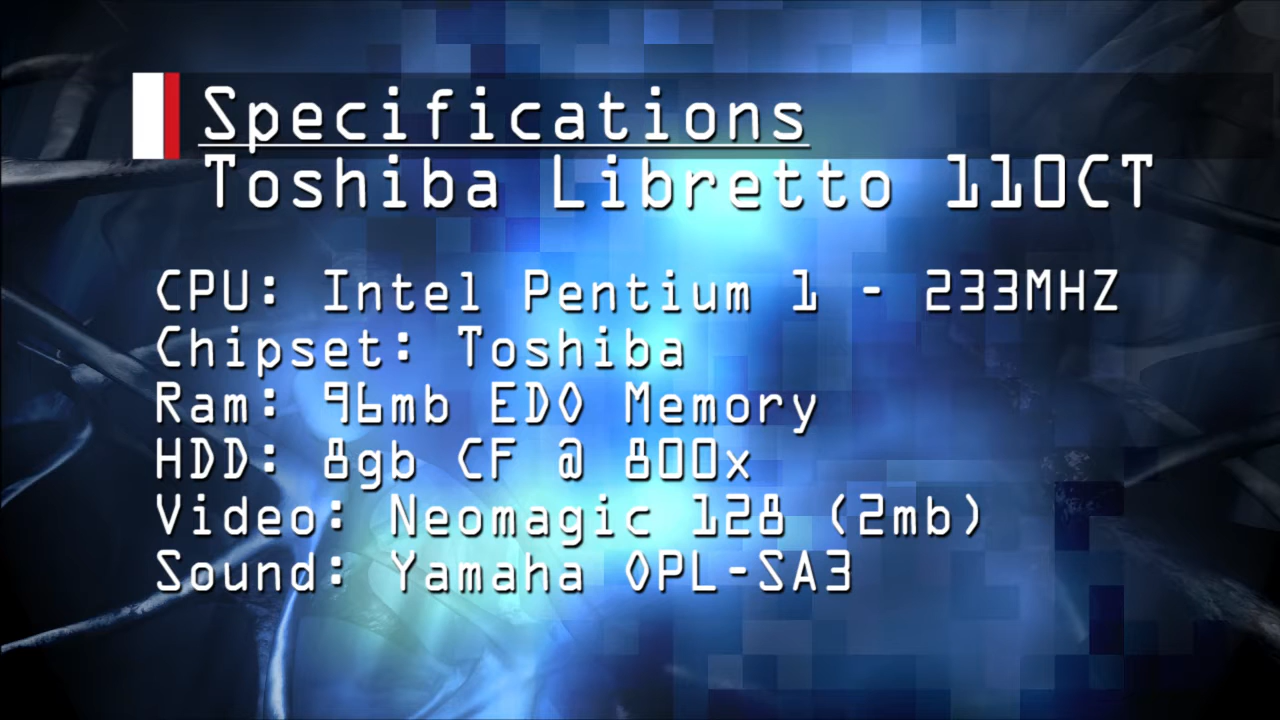 Specifications
Toshiba Libretto 110CT
CPU: Intel Pentium 1 - 233MHZ
Chipset: Toshiba
Ram: 96mb EDO Memory
HDD: 8gb CF @ 800x
Video: Neomagic 128 (2mb)
Sound: Yamaha OPL-SA3